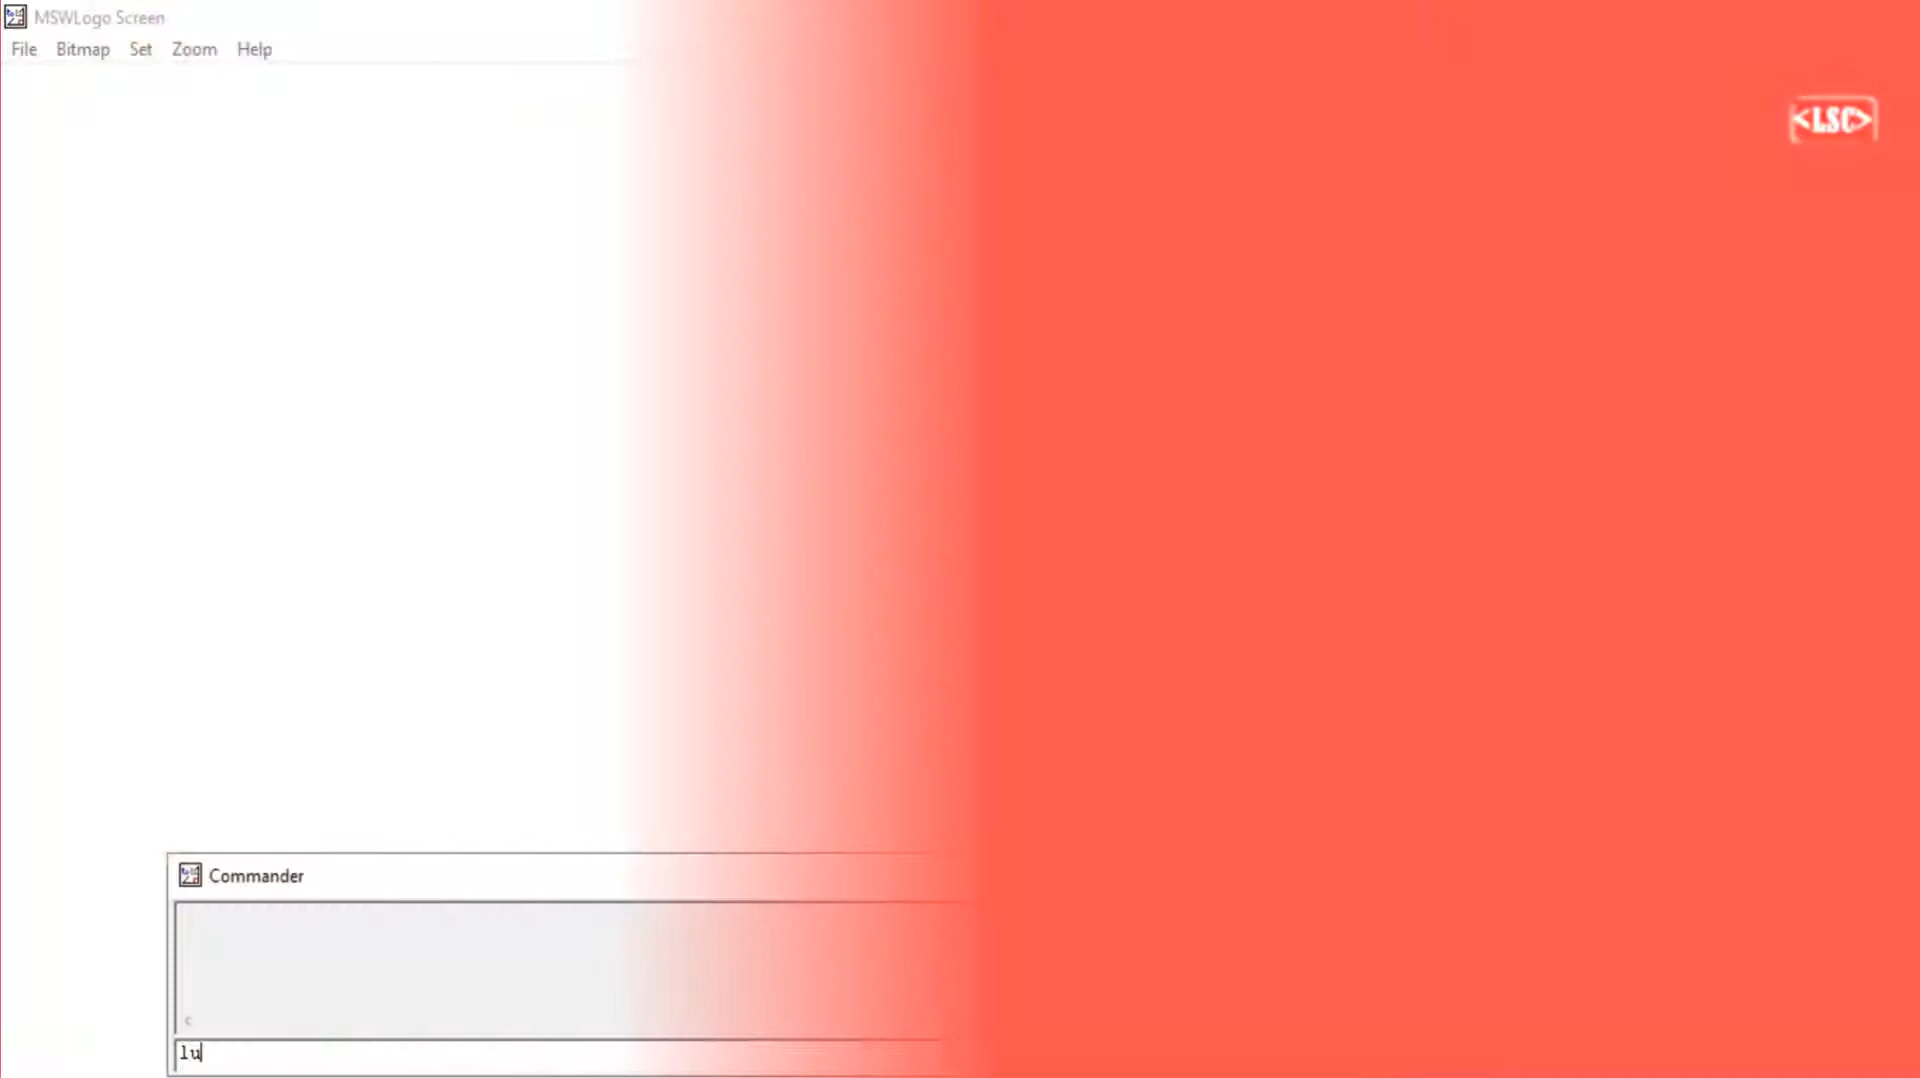 MSWLogo Screen
File Bitmap Set Zoom Help
<LSC>
Commander
lu